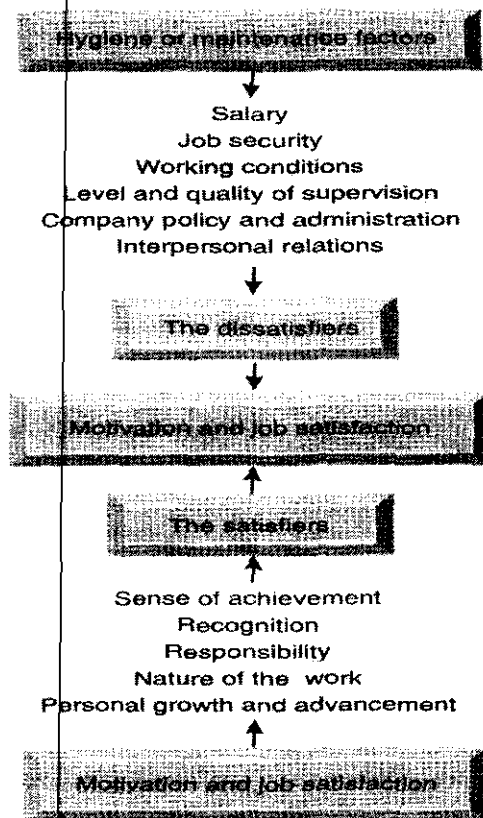 Hygiene or maintenance factors
Salary
Job security
Working conditions
Level and quality of supervision
Company policy and administration
Interpersonal relations
The dissatisfiers
Motivation and job satisfaction
The satisfiers
Sense of achievement
Recognition
Responsibility
Nature of the work
Personal growth and advancement
Motivation and job satisfaction